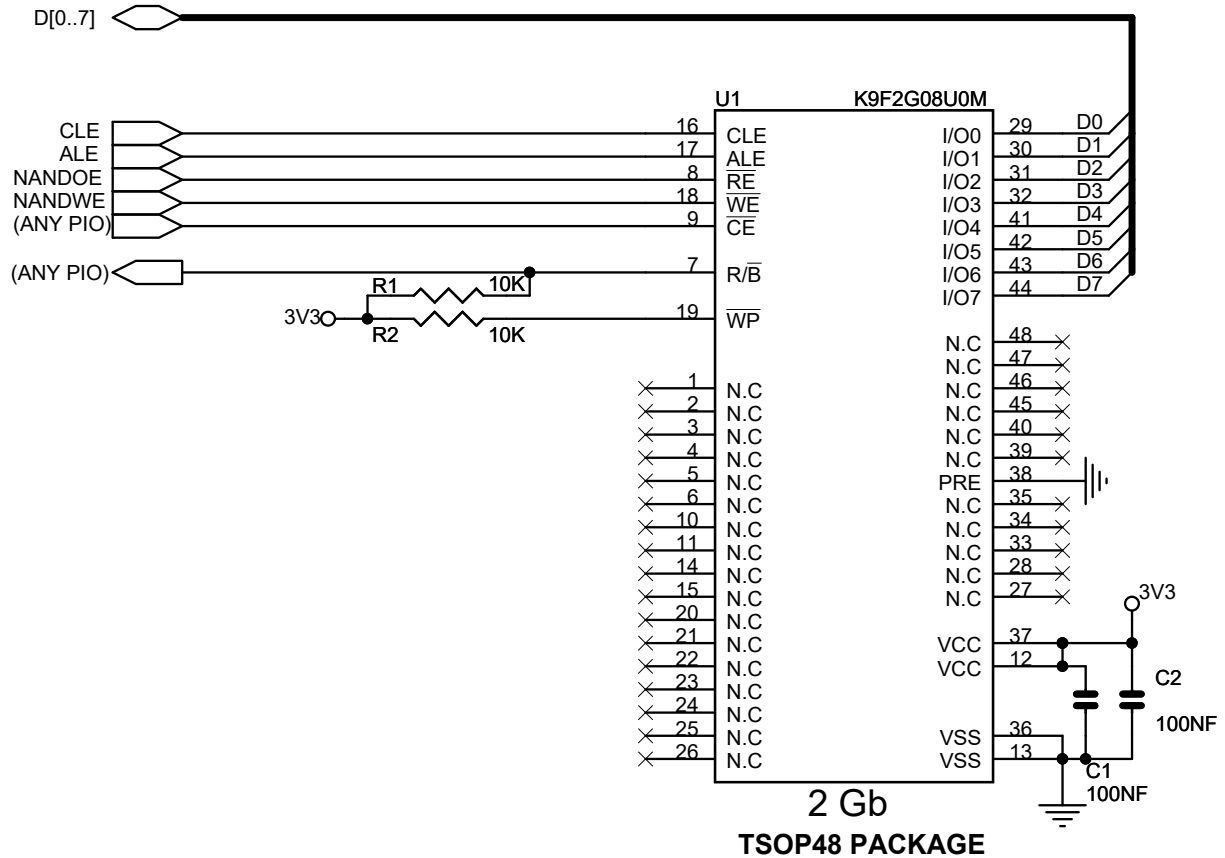 D[0..7]
U1 K9F2G08U0M
CLE 16 CLE I/O0 29 D0
ALE 17 ALE I/O1 30 D1
NANDOE 8 RE I/O2 31 D2
NANDWE 18 WE I/O3 32 D3
(ANY PIO) 9 CE I/O4 41 D4
I/O5 42 D5
(ANY PIO) 7 R/B I/O6 43 D6
R1 10K I/O7 44 D7
3V3 19 WP
R2 10K
N.C 48
N.C 47
1 N.C N.C 46
2 N.C N.C 45
3 N.C N.C 40
4 N.C N.C 39
5 N.C PRE 38
6 N.C N.C 35
10 N.C N.C 34
11 N.C N.C 33
14 N.C N.C 28
15 N.C N.C 27
3V3
20 N.C
21 N.C VCC 37
22 N.C VCC 12
23 N.C C2
24 N.C 100NF
25 N.C VSS 36
26 N.C VSS 13
C1
100NF
2 Gb
TSOP48 PACKAGE